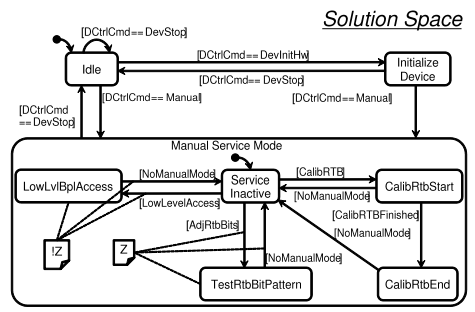 Solution Space
[DCtrlCmd== DevStop]
Idle
[DCtrlCmd== DevInitHw]
[DCtrlCmd== DevStop]
Initialize
Device
[DCtrlCmd
== DevStop]
[DCtrlCmd== Manual]
[DCtrlCmd== Manual]
Manual Service Mode
LowLvlBplAccess
[NoManualMode]
[LowLevelAccess]
Service
Inactive
[CalibRTB]
[NoManualMode]
CalibRtbStart
[AdjRtbBits]
[CalibRTBFinished]
[NoManualMode]
!Z
Z
[NoManualMode]
TestRtbBitPattern
CalibRtbEnd